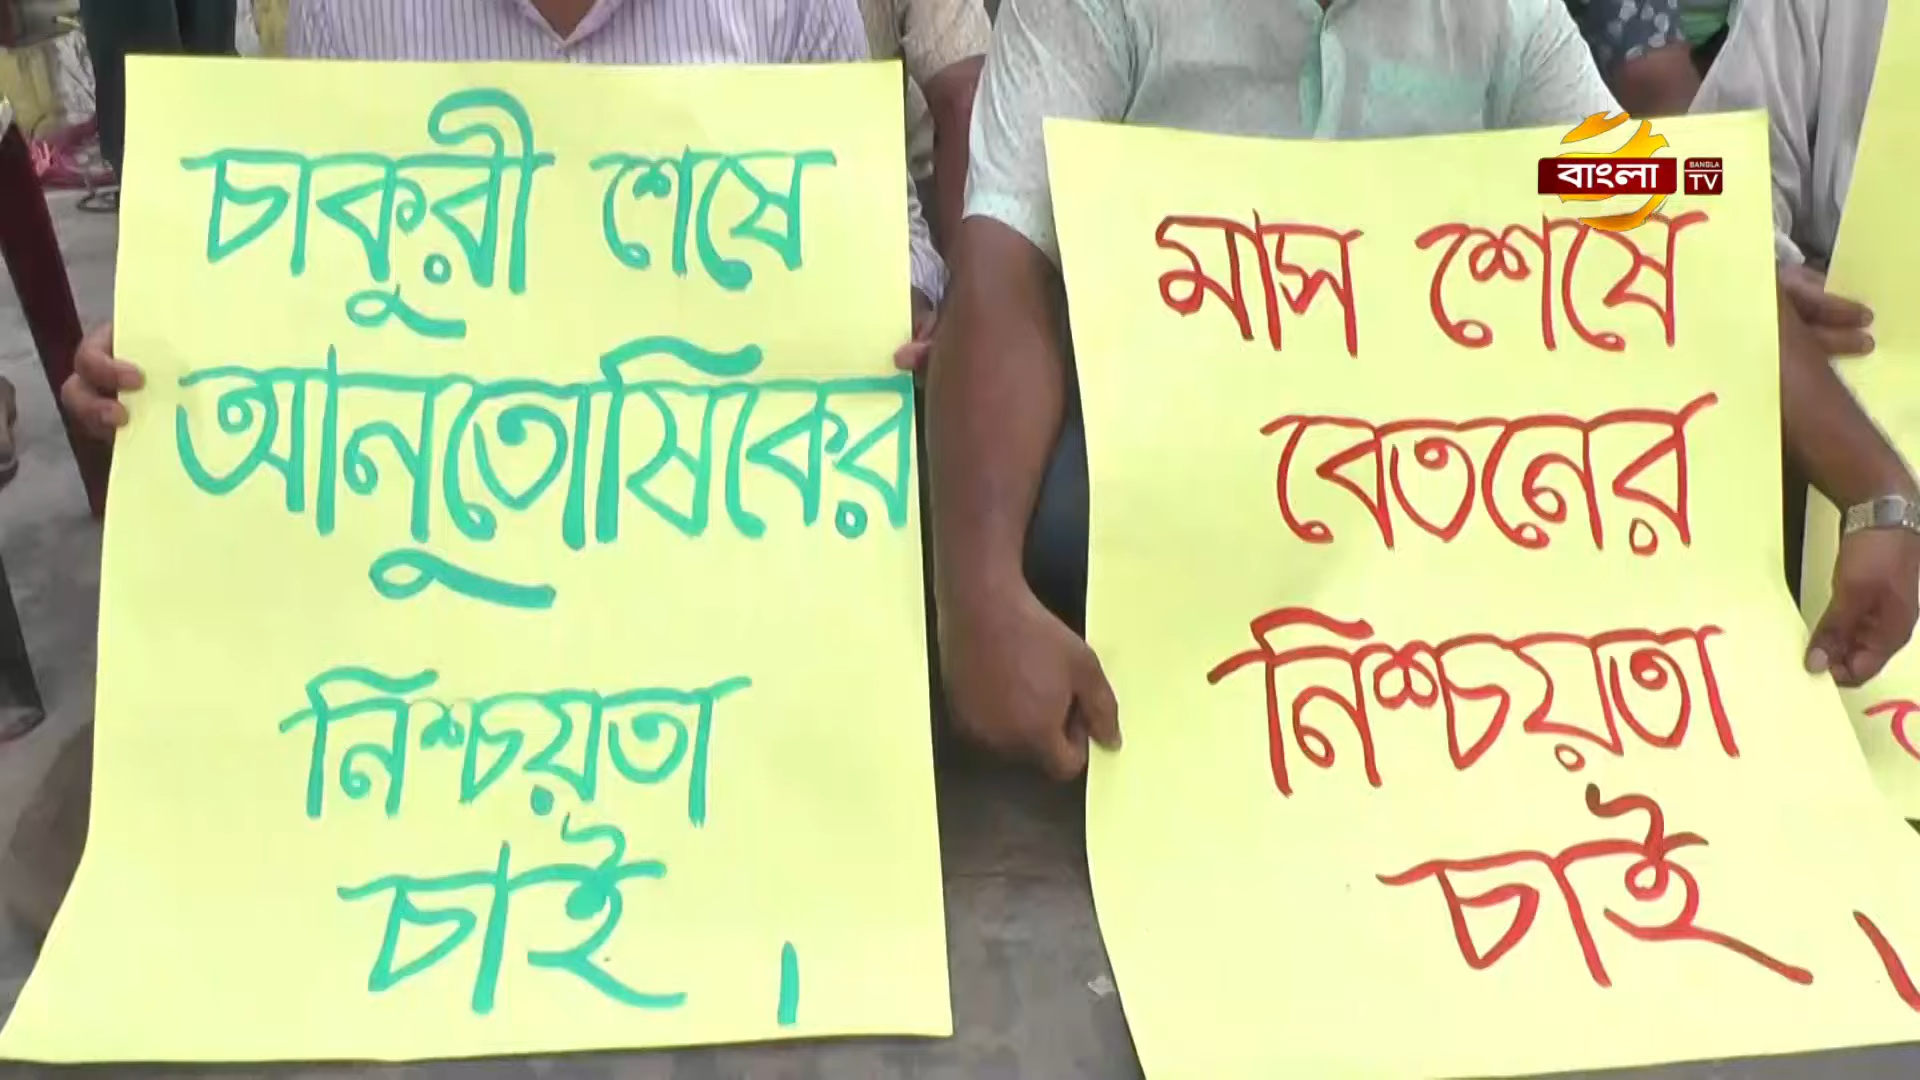 চাকুরী শেষে
আনুতোষিকের
নিশ্চয়তা
চাই।
মাস শেষে
বেতনের
নিশ্চয়তা
চাই।
বাংলা
BANGLA
TV